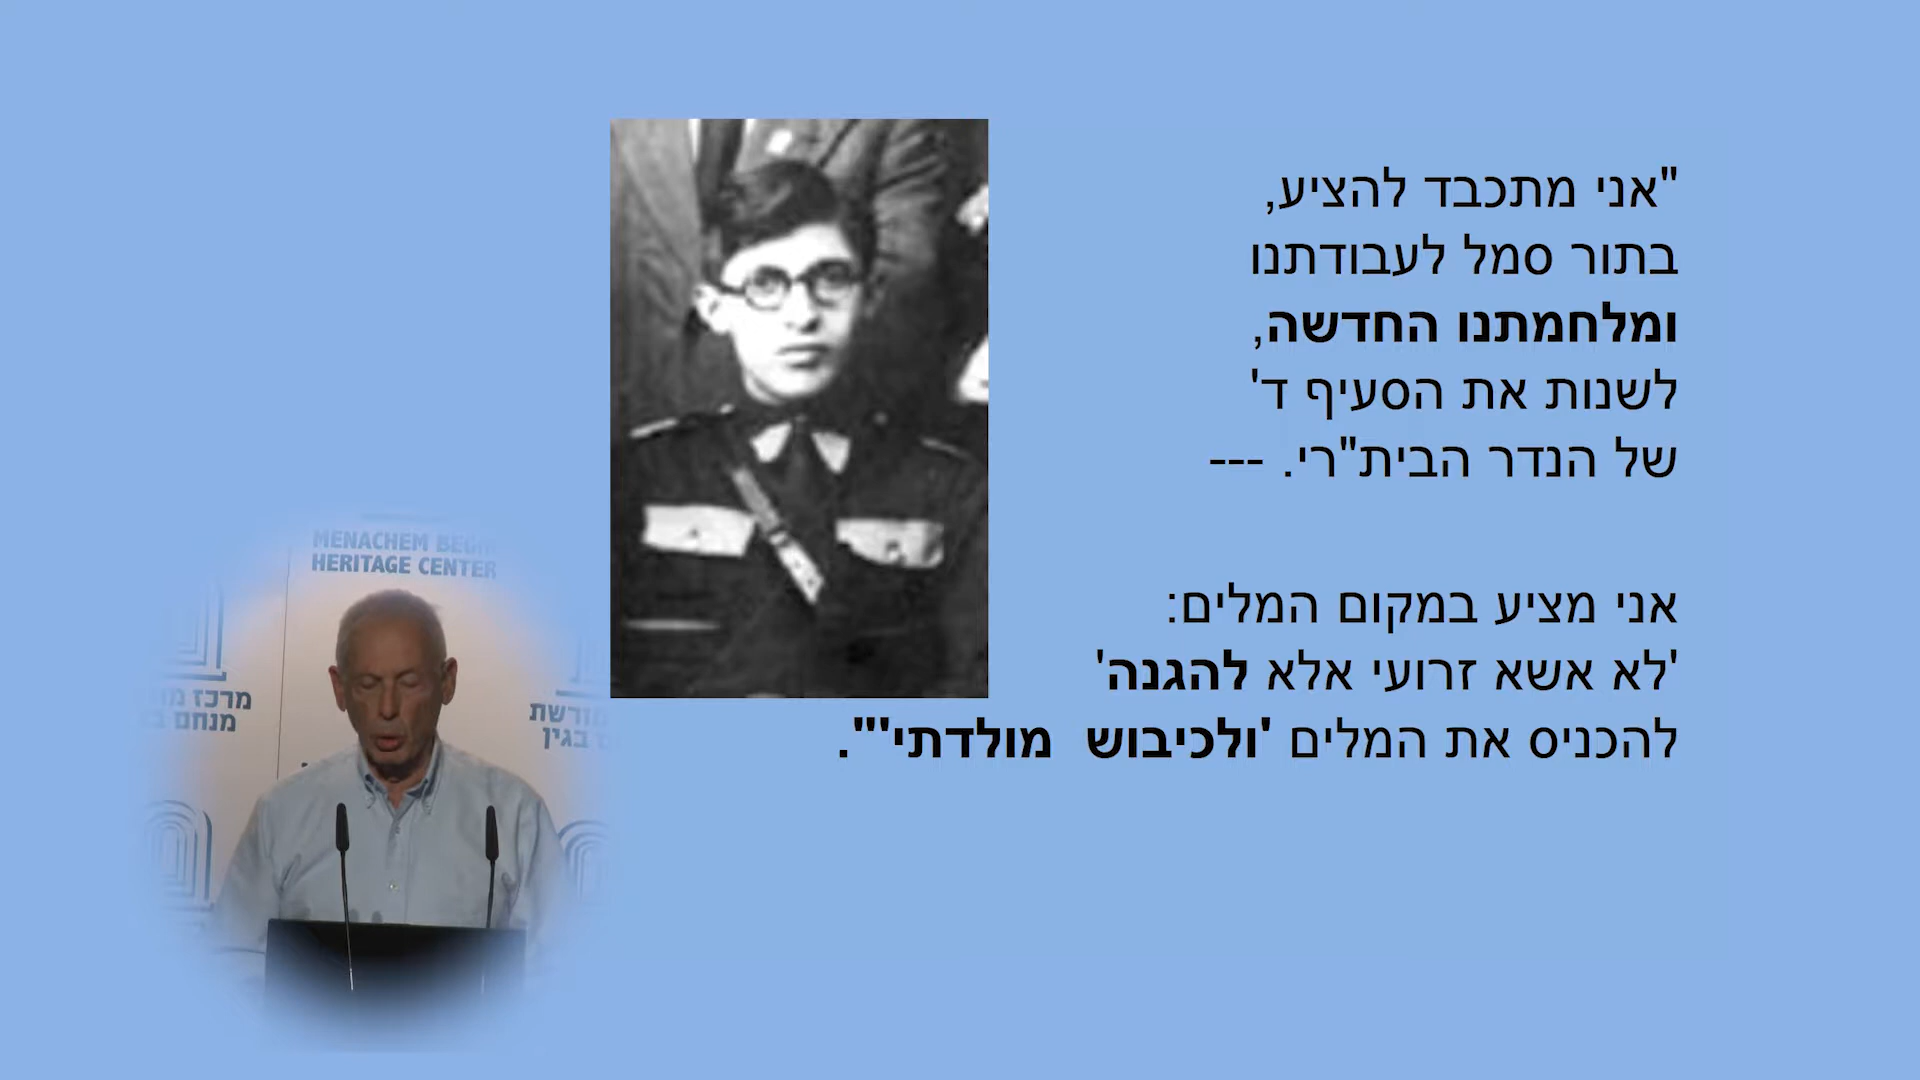 "אני מתכבד להציע,
בתור סמל לעבודתנו
ומלחמתנו החדשה,
לשנות את הסעיף ד'
של הנדר הבית"רי. ---
אני מציע במקום המלים:
'לא אשא זרועי אלא להגנה'
להכניס את המלים 'ולכיבוש מולדתי'".
MENACHEM BEGIN
HERITAGE CENTER
מרכז
מנחם
מורשת
בגין